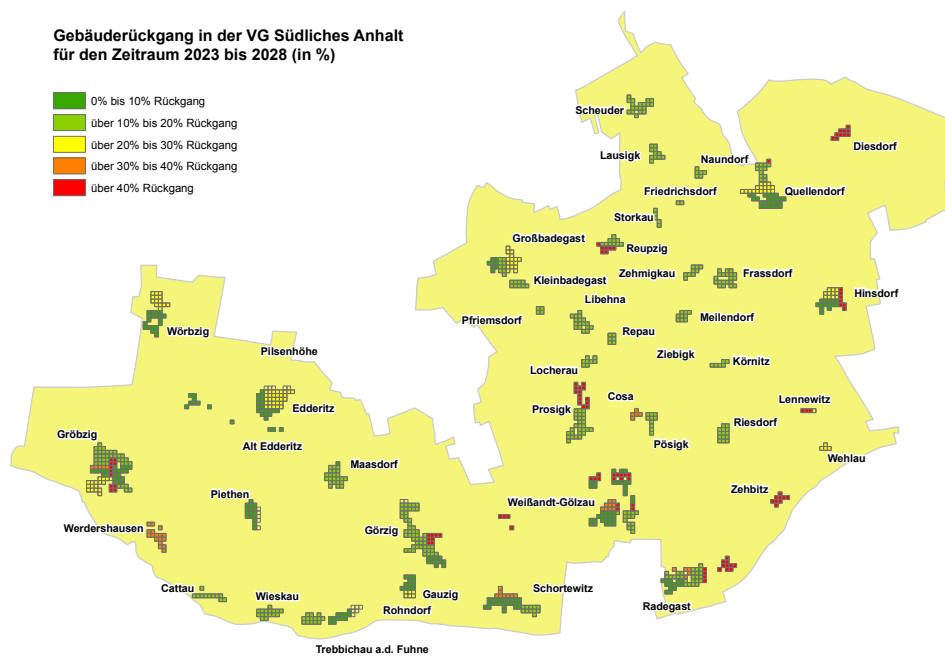 Gebäuderückgang in der VG Südliches Anhalt
für den Zeitraum 2023 bis 2028 (in %)
0% bis 10% Rückgang
über 10% bis 20% Rückgang
über 20% bis 30% Rückgang
über 30% bis 40% Rückgang
über 40% Rückgang
Scheuder
Diesdorf
Lausigk
Naundorf
Friedrichsdorf
Quellendorf
Storkau
Großbadegast
Reupzig
Kleinbadegast
Zehmigkau
Frassdorf
Libehna
Hinsdorf
Pfriemsdorf
Meilendorf
Wörbzig
Repau
Pilsenhöhe
Ziebigk
Körnitz
Locherau
Edderitz
Cosa
Lennewitz
Prosigk
Gröbzig
Riesdorf
Alt Edderitz
Pösigk
Wehlau
Maasdorf
Zehbitz
Piethen
Weißandt-Gölzau
Werdershausen
Görzig
Cattau
Wieskau
Gauzig
Schortewitz
Radegast
Rohndorf
Trebbichau a.d. Fuhne